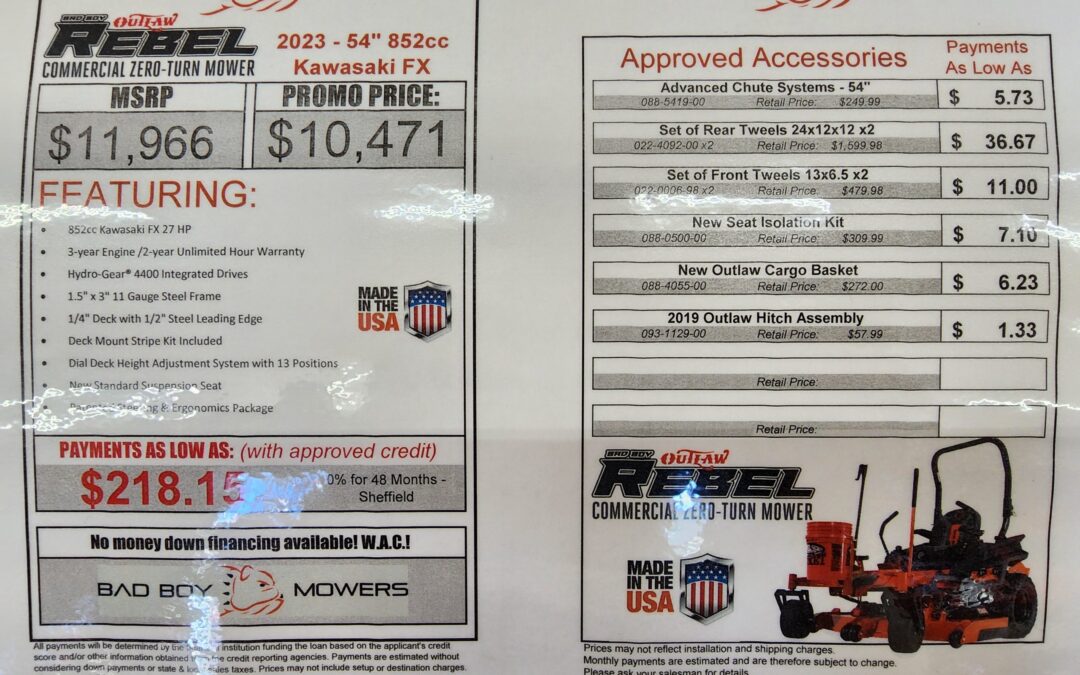 BAD BOY OUTLAW
REBEL
COMMERCIAL ZERO-TURN MOWER
2023 - 54" 852cc
Kawasaki FX
MSRP
PROMO PRICE:
$11,966
$10,471
FEATURING:
• 852cc Kawasaki FX 27 HP
• 3-year Engine /2-year Unlimited Hour Warranty
• Hydro-Gear® 4400 Integrated Drives
• 1.5" x 3" 11 Gauge Steel Frame
• 1/4" Deck with 1/2" Steel Leading Edge
• Deck Mount Stripe Kit Included
• Dial Deck Height Adjustment System with 13 Positions
• New Standard Suspension Seat
• Patented Steering & Ergonomics Package
MADE
IN THE
USA
PAYMENTS AS LOW AS: (with approved credit)
$218.15
0% for 48 Months -
Sheffield
No money down financing available! W.A.C.!
BAD BOY MOWERS
All payments will be determined by the institution funding the loan based on the applicant's credit
score and/or other information obtained the credit reporting agencies. Payments are estimated without
considering down payments or state & sales taxes. Prices may not include setup or destination charges.
Approved Accessories
Payments
As Low As
Advanced Chute Systems - 54"
088-5419-00 Retail Price: $249.99
$ 5.73
Set of Rear Tweels 24x12x12 x2
022-4092-00 x2 Retail Price: $1,599.98
$ 36.67
Set of Front Tweels 13x6.5 x2
022-0006-98 x2 Retail Price: $479.98
$ 11.00
New Seat Isolation Kit
088-0500-00 Retail Price: $309.99
$ 7.10
New Outlaw Cargo Basket
088-4055-00 Retail Price: $272.00
$ 6.23
2019 Outlaw Hitch Assembly
093-1129-00 Retail Price: $57.99
$ 1.33
Retail Price:
Retail Price:
BAD BOY OUTLAW
REBEL
COMMERCIAL ZERO-TURN MOWER
MADE
IN THE
USA
Prices may not reflect installation and shipping charges.
Monthly payments are estimated and are therefore subject to change.
Please ask your salesman for details.